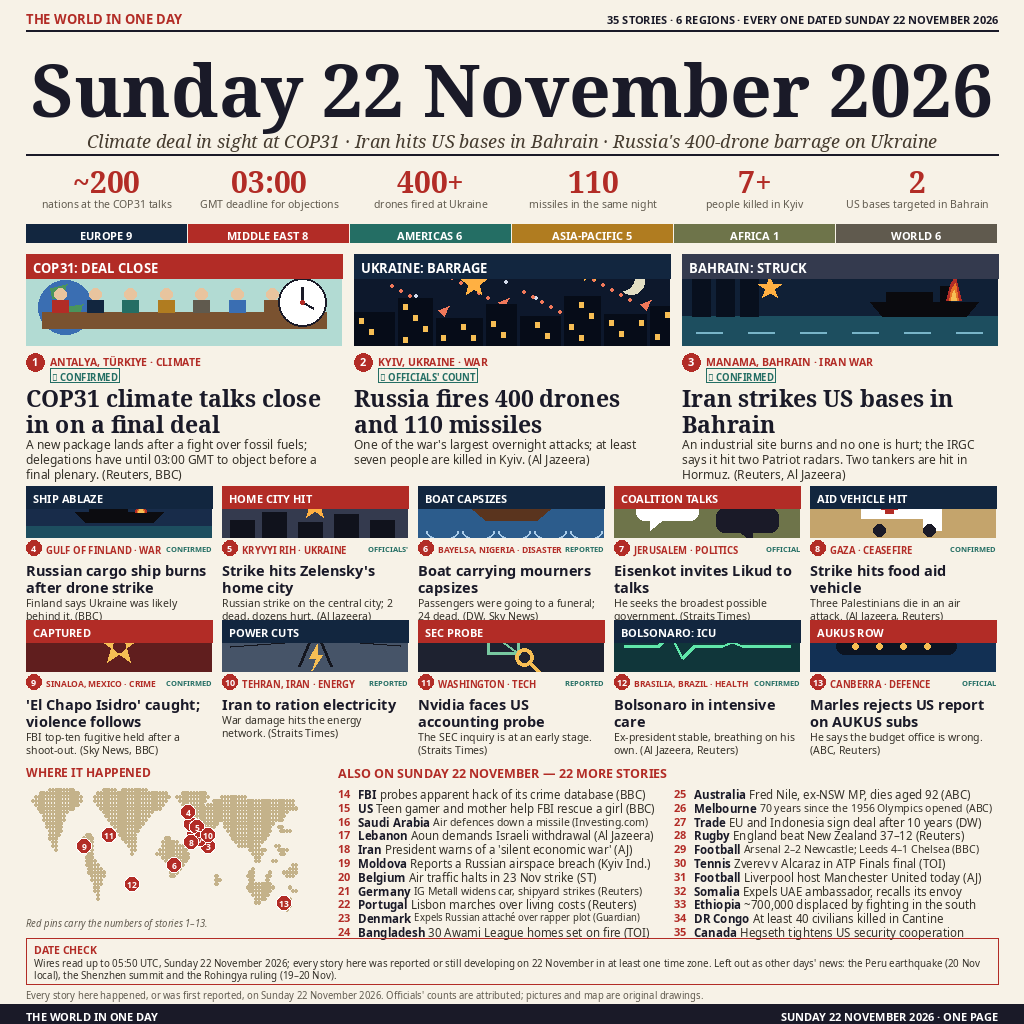 THE WORLD IN ONE DAY
35 STORIES · 6 REGIONS · EVERY ONE DATED SUNDAY 22 NOVEMBER 2026
Sunday 22 November 2026
Climate deal in sight at COP31 · Iran hits US bases in Bahrain · Russia's 400-drone barrage on Ukraine
~200
nations at the COP31 talks
03:00
GMT deadline for objections
400+
drones fired at Ukraine
110
missiles in the same night
7+
people killed in Kyiv
2
US bases targeted in Bahrain
EUROPE 9
MIDDLE EAST 8
AMERICAS 6
ASIA-PACIFIC 5
AFRICA 1
WORLD 6
COP31: DEAL CLOSE
1 ANTALYA, TÜRKIYE · CLIMATE
CONFIRMED
COP31 climate talks close
in on a final deal
A new package lands after a fight over fossil fuels;
delegations have until 03:00 GMT to object before a
final plenary. (Reuters, BBC)
UKRAINE: BARRAGE
2 KYIV, UKRAINE · WAR
OFFICIALS' COUNT
Russia fires 400 drones
and 110 missiles
One of the war's largest overnight attacks; at least
seven people are killed in Kyiv. (Al Jazeera)
BAHRAIN: STRUCK
3 MANAMA, BAHRAIN · IRAN WAR
CONFIRMED
Iran strikes US bases in
Bahrain
An industrial site burns and no one is hurt; the IRGC
says it hit two Patriot radars. Two tankers are hit in
Hormuz. (Reuters, Al Jazeera)
SHIP ABLAZE
4 GULF OF FINLAND · WAR CONFIRMED
Russian cargo ship burns
after drone strike
Finland says Ukraine was likely
behind it. (BBC)
HOME CITY HIT
5 KRYVYI RIH · UKRAINE OFFICIALS'
Strike hits Zelensky's
home city
Russian strike on the central city; 2
dead, dozens hurt. (Al Jazeera)
BOAT CAPSIZES
6 BAYELSA, NIGERIA · DISASTER REPORTED
Boat carrying mourners
capsizes
Passengers were going to a funeral;
24 dead. (DW, Sky News)
COALITION TALKS
7 JERUSALEM · POLITICS OFFICIAL
Eisenkot invites Likud to
talks
He seeks the broadest possible
government. (Straits Times)
AID VEHICLE HIT
8 GAZA · CEASEFIRE CONFIRMED
Strike hits food aid
vehicle
Three Palestinians die in an air
attack. (Al Jazeera, Reuters)
CAPTURED
9 SINALOA, MEXICO · CRIME CONFIRMED
'El Chapo Isidro' caught;
violence follows
FBI top-ten fugitive held after a
shoot-out. (Sky News, BBC)
POWER CUTS
10 TEHRAN, IRAN · ENERGY REPORTED
Iran to ration electricity
War damage hits the energy
network. (Straits Times)
SEC PROBE
11 WASHINGTON · TECH REPORTED
Nvidia faces US
accounting probe
The SEC inquiry is at an early stage.
(Straits Times)
BOLSONARO: ICU
12 BRASILIA, BRAZIL · HEALTH CONFIRMED
Bolsonaro in intensive
care
Ex-president stable, breathing on his
own. (Al Jazeera, Reuters)
AUKUS ROW
13 CANBERRA · DEFENCE OFFICIAL
Marles rejects US report
on AUKUS subs
He says the budget office is wrong.
(ABC, Reuters)
WHERE IT HAPPENED
4
5
11
10
9
8
3
6
12
13
Red pins carry the numbers of stories 1–13.
ALSO ON SUNDAY 22 NOVEMBER — 22 MORE STORIES
14 FBI probes apparent hack of its crime database (BBC)
15 US Teen gamer and mother help FBI rescue a girl (BBC)
16 Saudi Arabia Air defences down a missile (Investing.com)
17 Lebanon Aoun demands Israeli withdrawal (Al Jazeera)
18 Iran President warns of a 'silent economic war' (AJ)
19 Moldova Reports a Russian airspace breach (Kyiv Ind.)
20 Belgium Air traffic halts in 23 Nov strike (ST)
21 Germany IG Metall widens car, shipyard strikes (Reuters)
22 Portugal Lisbon marches over living costs (Reuters)
23 Denmark Expels Russian attaché over rapper plot (Guardian)
24 Bangladesh 30 Awami League homes set on fire (TOI)
25 Australia Fred Nile, ex-NSW MP, dies aged 92 (ABC)
26 Melbourne 70 years since the 1956 Olympics opened (ABC)
27 Trade EU and Indonesia sign deal after 10 years (DW)
28 Rugby England beat New Zealand 37–12 (Reuters)
29 Football Arsenal 2–2 Newcastle; Leeds 4–1 Chelsea (BBC)
30 Tennis Zverev v Alcaraz in ATP Finals final (TOI)
31 Football Liverpool host Manchester United today (AJ)
32 Somalia Expels UAE ambassador, recalls its envoy
33 Ethiopia ~700,000 displaced by fighting in the south
34 DR Congo At least 40 civilians killed in Cantine
35 Canada Hegseth tightens US security cooperation
DATE CHECK
Wires read up to 05:50 UTC, Sunday 22 November 2026; every story here was reported or still developing on 22 November in at least one time zone. Left out as other days' news: the Peru earthquake (20 Nov
local), the Shenzhen summit and the Rohingya ruling (19–20 Nov).
Every story here happened, or was first reported, on Sunday 22 November 2026. Officials' counts are attributed; pictures and map are original drawings.
THE WORLD IN ONE DAY
SUNDAY 22 NOVEMBER 2026 · ONE PAGE